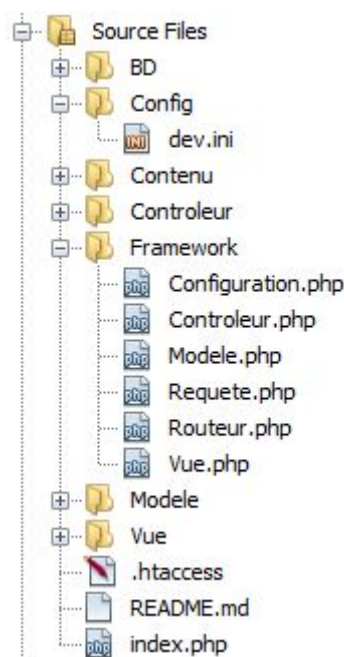 Source Files
BD
Config
dev.ini
Contenu
Controleur
Framework
Configuration.php
Controleur.php
Modele.php
Requete.php
Routeur.php
Vue.php
Modele
Vue
.htaccess
README.md
index.php